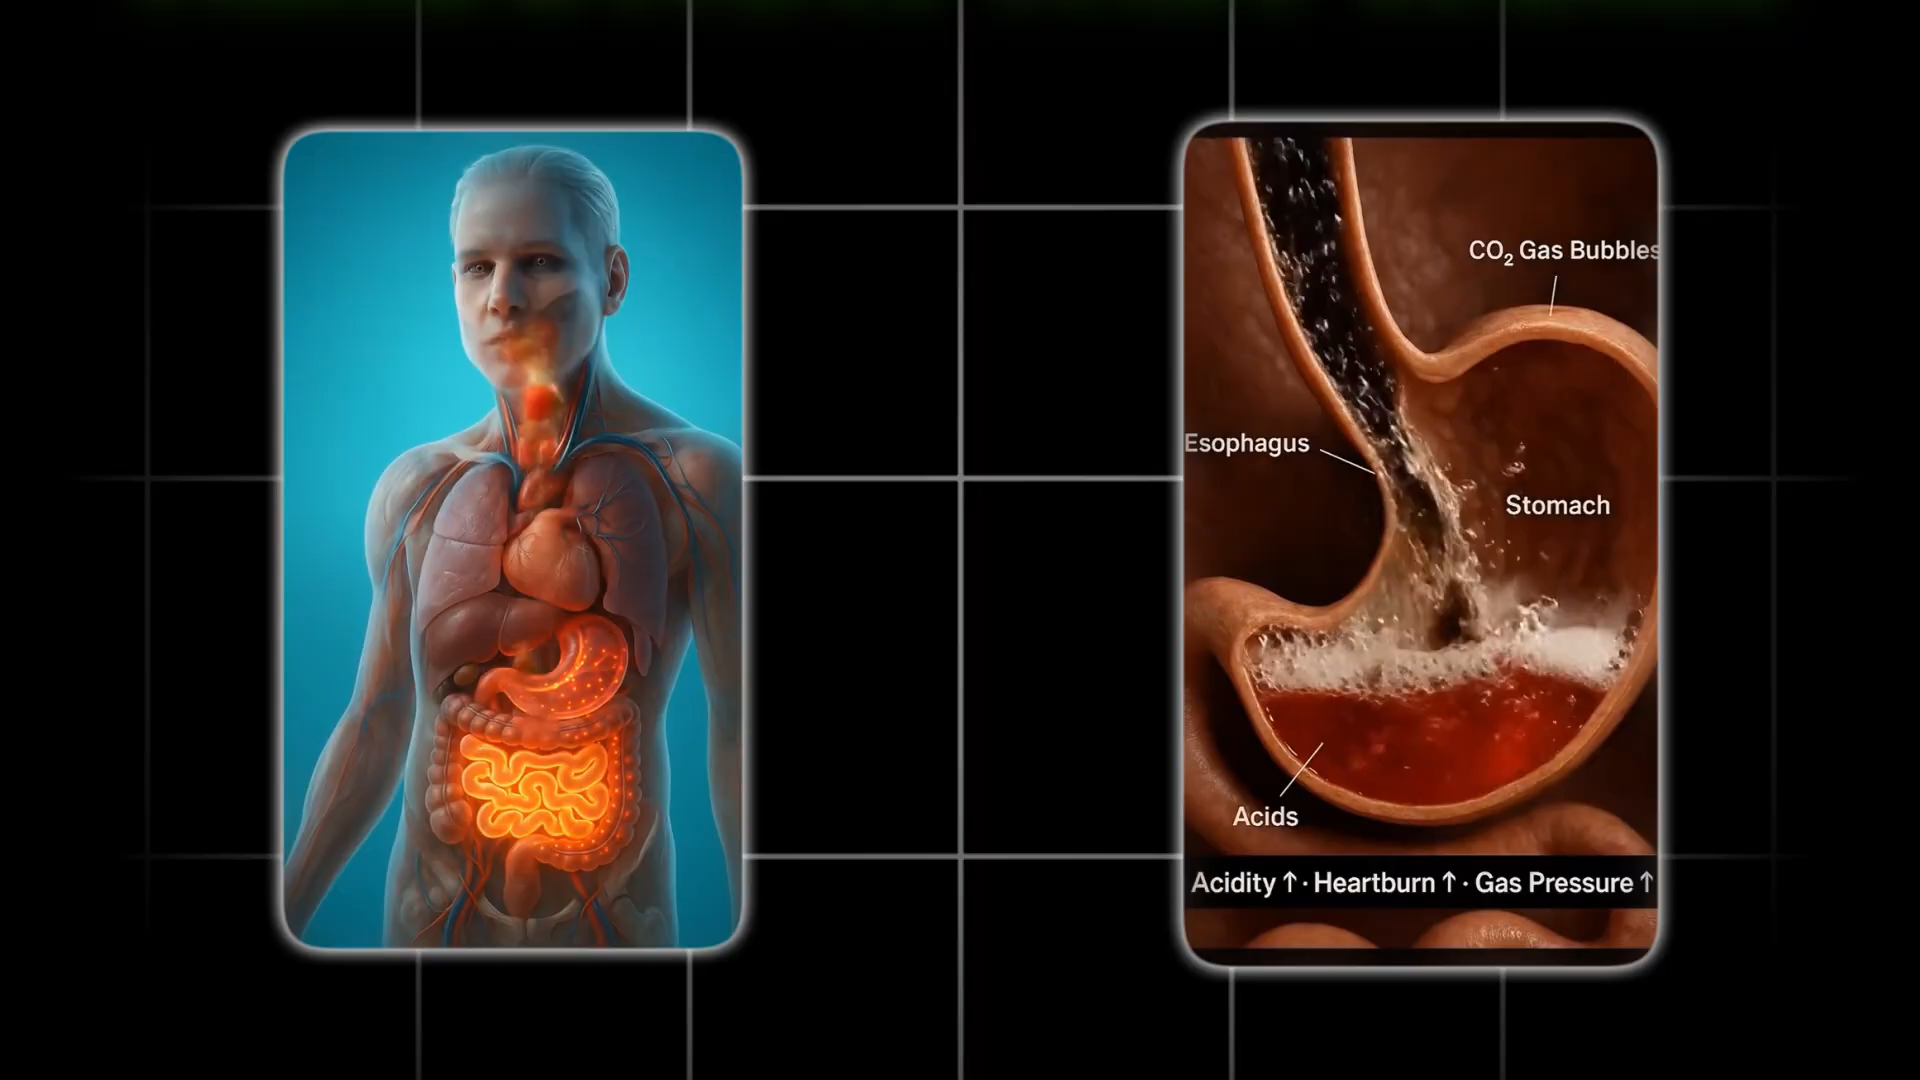 CO₂ Gas Bubbles
Esophagus
Stomach
Acids
Acidity ↑ · Heartburn ↑ · Gas Pressure ↑